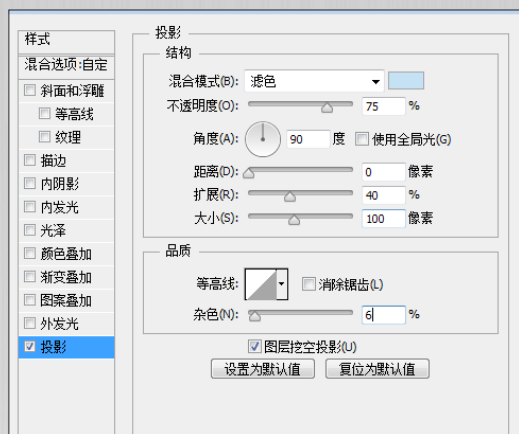 样式
混合选项:自定
斜面和浮雕
等高线
纹理
描边
内阴影
内发光
光泽
颜色叠加
渐变叠加
图案叠加
外发光
投影
投影
结构
混合模式(B): 滤色
不透明度(O): 75 %
角度(A): 90 度 使用全局光(G)
距离(D): 0 像素
扩展(R): 40 %
大小(S): 100 像素
品质
等高线: 消除锯齿(L)
杂色(N): 6 %
图层挖空投影(U)
设置为默认值 复位为默认值